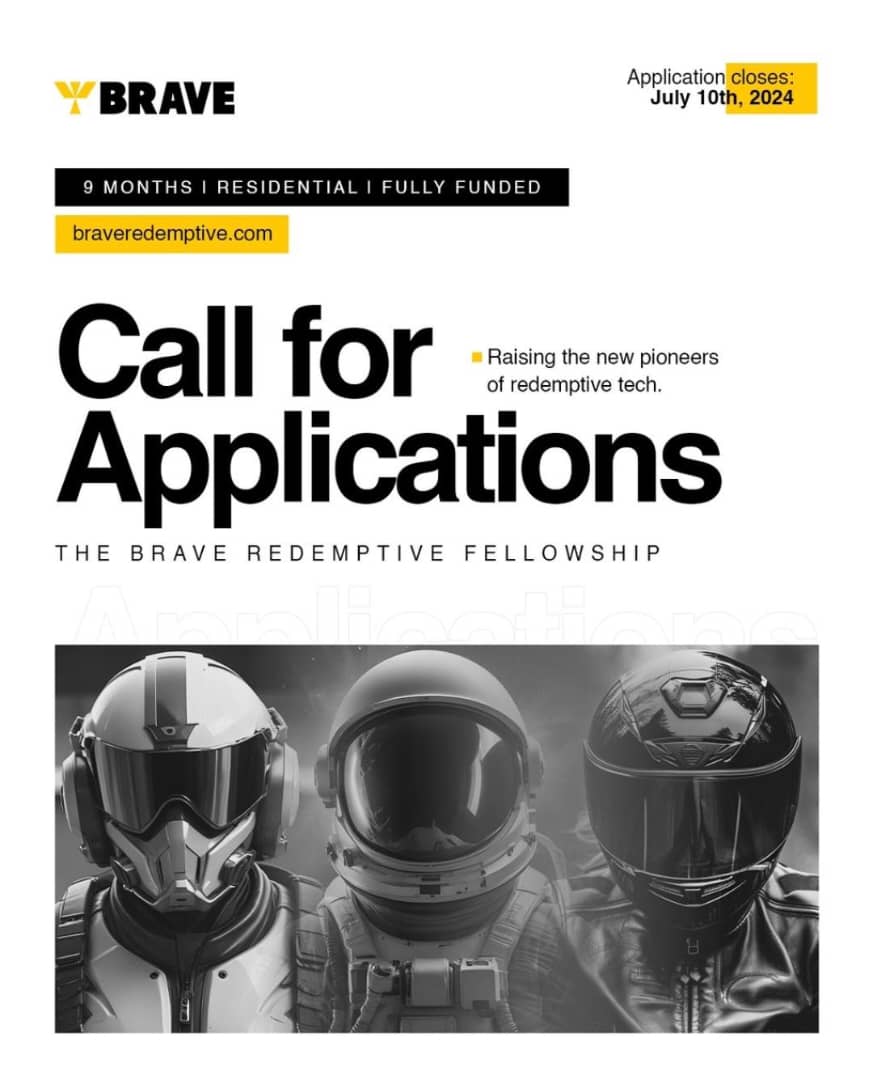 BRAVE
Application closes:
July 10th, 2024
9 MONTHS | RESIDENTIAL | FULLY FUNDED
braveredemptive.com
Call for
Applications
Raising the new pioneers
of redemptive tech.
THE BRAVE REDEMPTIVE FELLOWSHIP
Applications